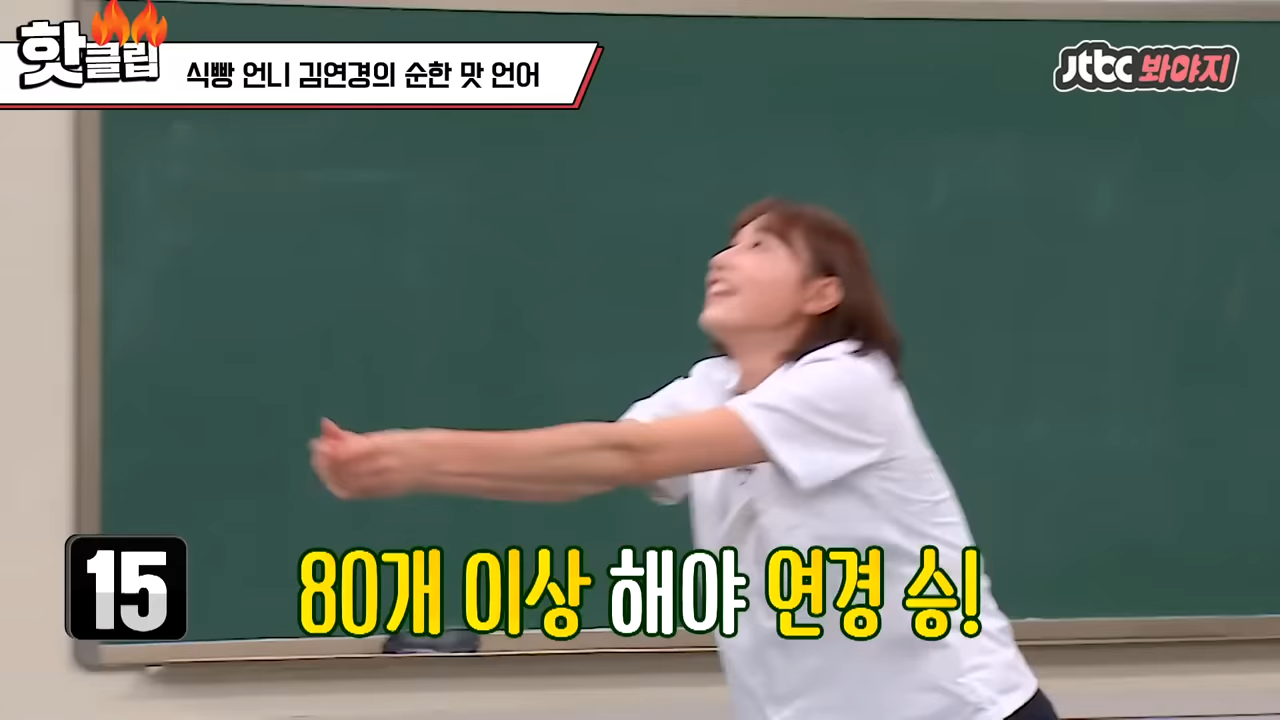 핫클립
식빵 언니 김연경의 순한 맛 언어
jtbc 봐야지
15
80개 이상 해야 연경 승!